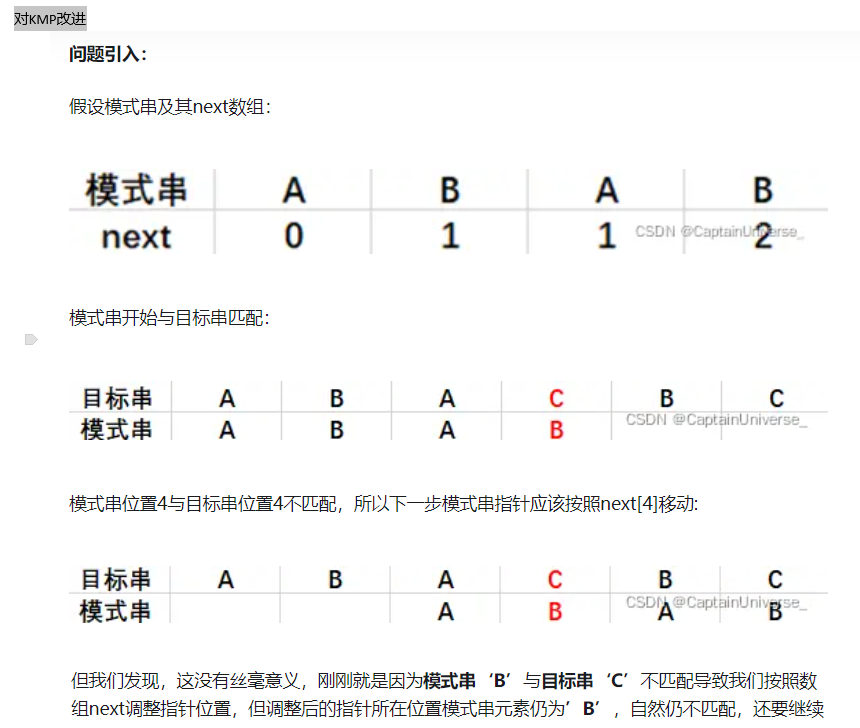 对KMP改进
问题引入：
假设模式串及其next数组：
模式串 A B A B
next 0 1 1 2
CSDN @CaptainUniverse_
模式串开始与目标串匹配：
目标串 A B A C B C
模式串 A B A B
CSDN @CaptainUniverse_
模式串位置4与目标串位置4不匹配，所以下一步模式串指针应该按照next[4]移动:
目标串 A B A C B C
模式串 A B A B
CSDN @CaptainUniverse_
但我们发现，这没有丝毫意义，刚刚就是因为模式串‘B’与目标串‘C’不匹配导致我们按照数
组next调整指针位置，但调整后的指针所在位置模式串元素仍为’B’，自然仍不匹配，还要继续